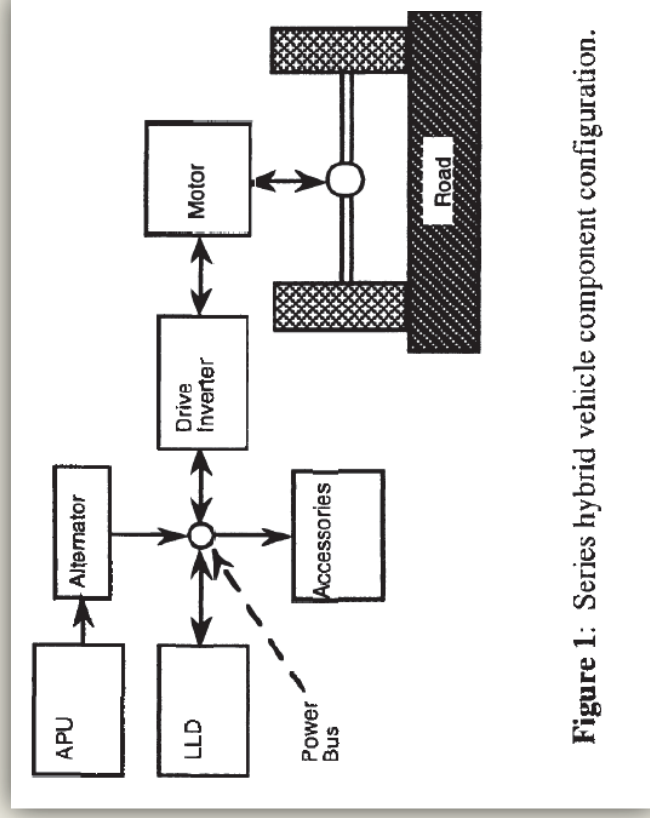 APU
Alternator
LLD
Power
Bus
Accessories
Drive
Inverter
Motor
Road
Figure 1: Series hybrid vehicle component configuration.